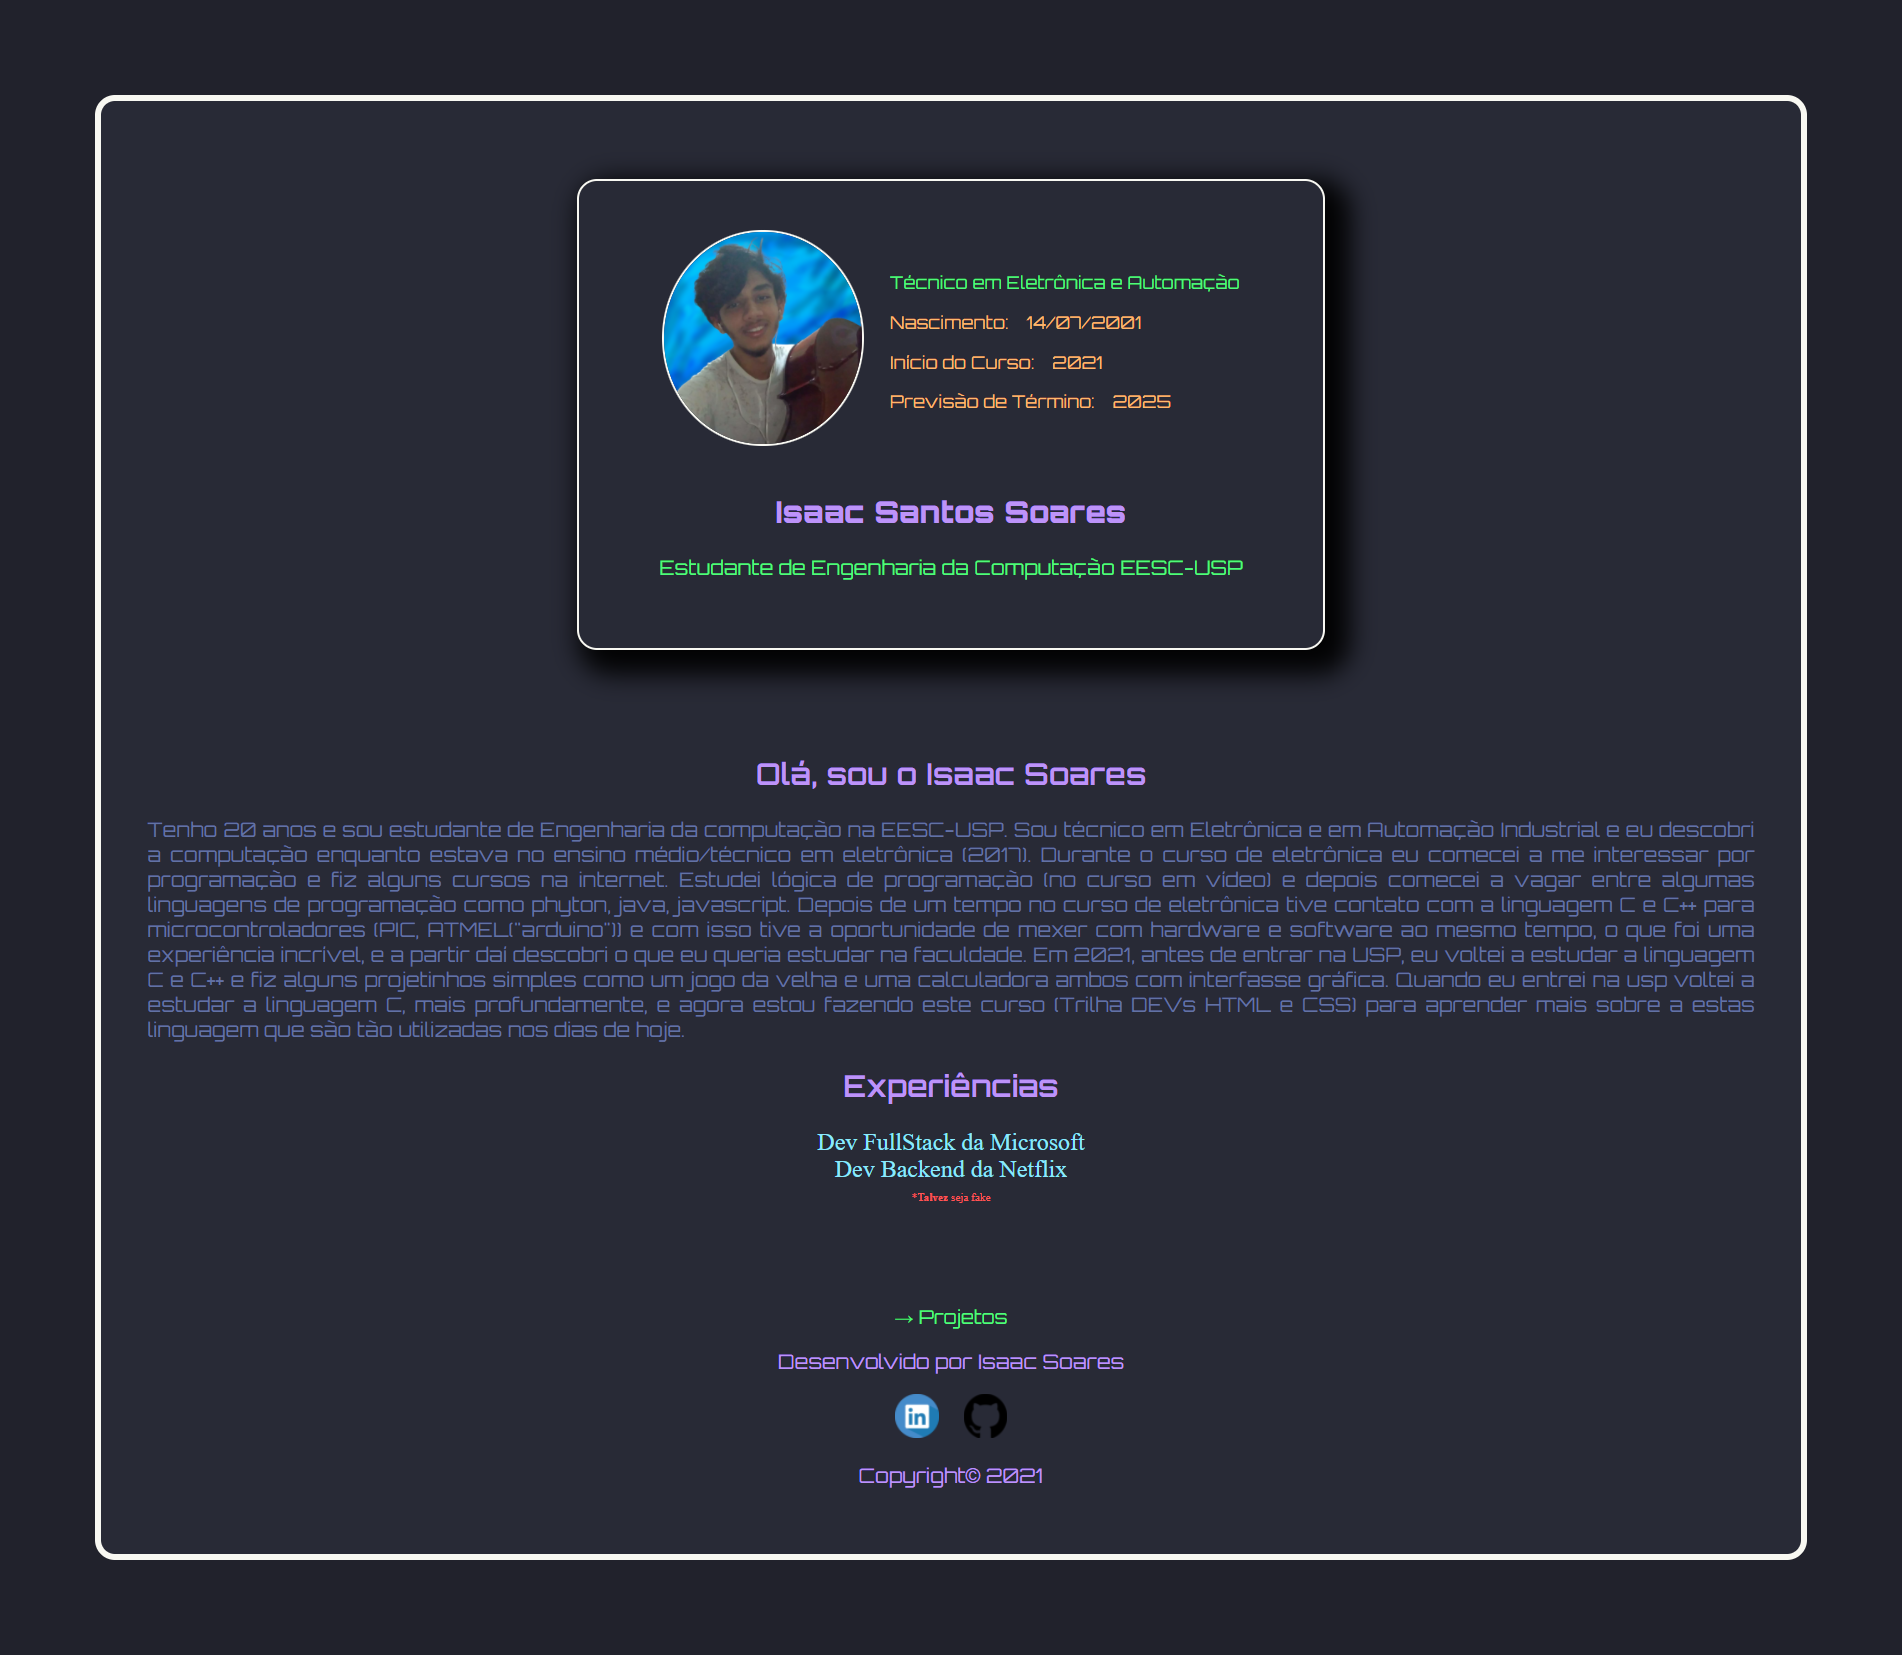 Técnico em Eletrônica e Automação
Nascimento: 14/07/2001
Início do Curso: 2021
Previsão de Término: 2025
Isaac Santos Soares
Estudante de Engenharia da Computação EESC-USP
Olá, sou o Isaac Soares
Tenho 20 anos e sou estudante de Engenharia da computação na EESC-USP. Sou técnico em Eletrônica e em Automação Industrial e eu descobri
a computação enquanto estava no ensino médio/técnico em eletrônica (2017). Durante o curso de eletrônica eu comecei a me interessar por
programação e fiz alguns cursos na internet. Estudei lógica de programação (no curso em vídeo) e depois comecei a vagar entre algumas
linguagens de programação como phyton, java, javascript. Depois de um tempo no curso de eletrônica tive contato com a linguagem C e C++ para
microcontroladores (PIC, ATMEL("arduino")) e com isso tive a oportunidade de mexer com hardware e software ao mesmo tempo, o que foi uma
experiência incrível, e a partir daí descobri o que eu queria estudar na faculdade. Em 2021, antes de entrar na USP, eu voltei a estudar a linguagem
C e C++ e fiz alguns projetinhos simples como um jogo da velha e uma calculadora ambos com interfasse gráfica. Quando eu entrei na usp voltei a
estudar a linguagem C, mais profundamente, e agora estou fazendo este curso (Trilha DEVs HTML e CSS) para aprender mais sobre a estas
linguagem que são tão utilizadas nos dias de hoje.
Experiências
Dev FullStack da Microsoft
Dev Backend da Netflix
*Talvez seja fake
→ Projetos
Desenvolvido por Isaac Soares
in
Copyright© 2021